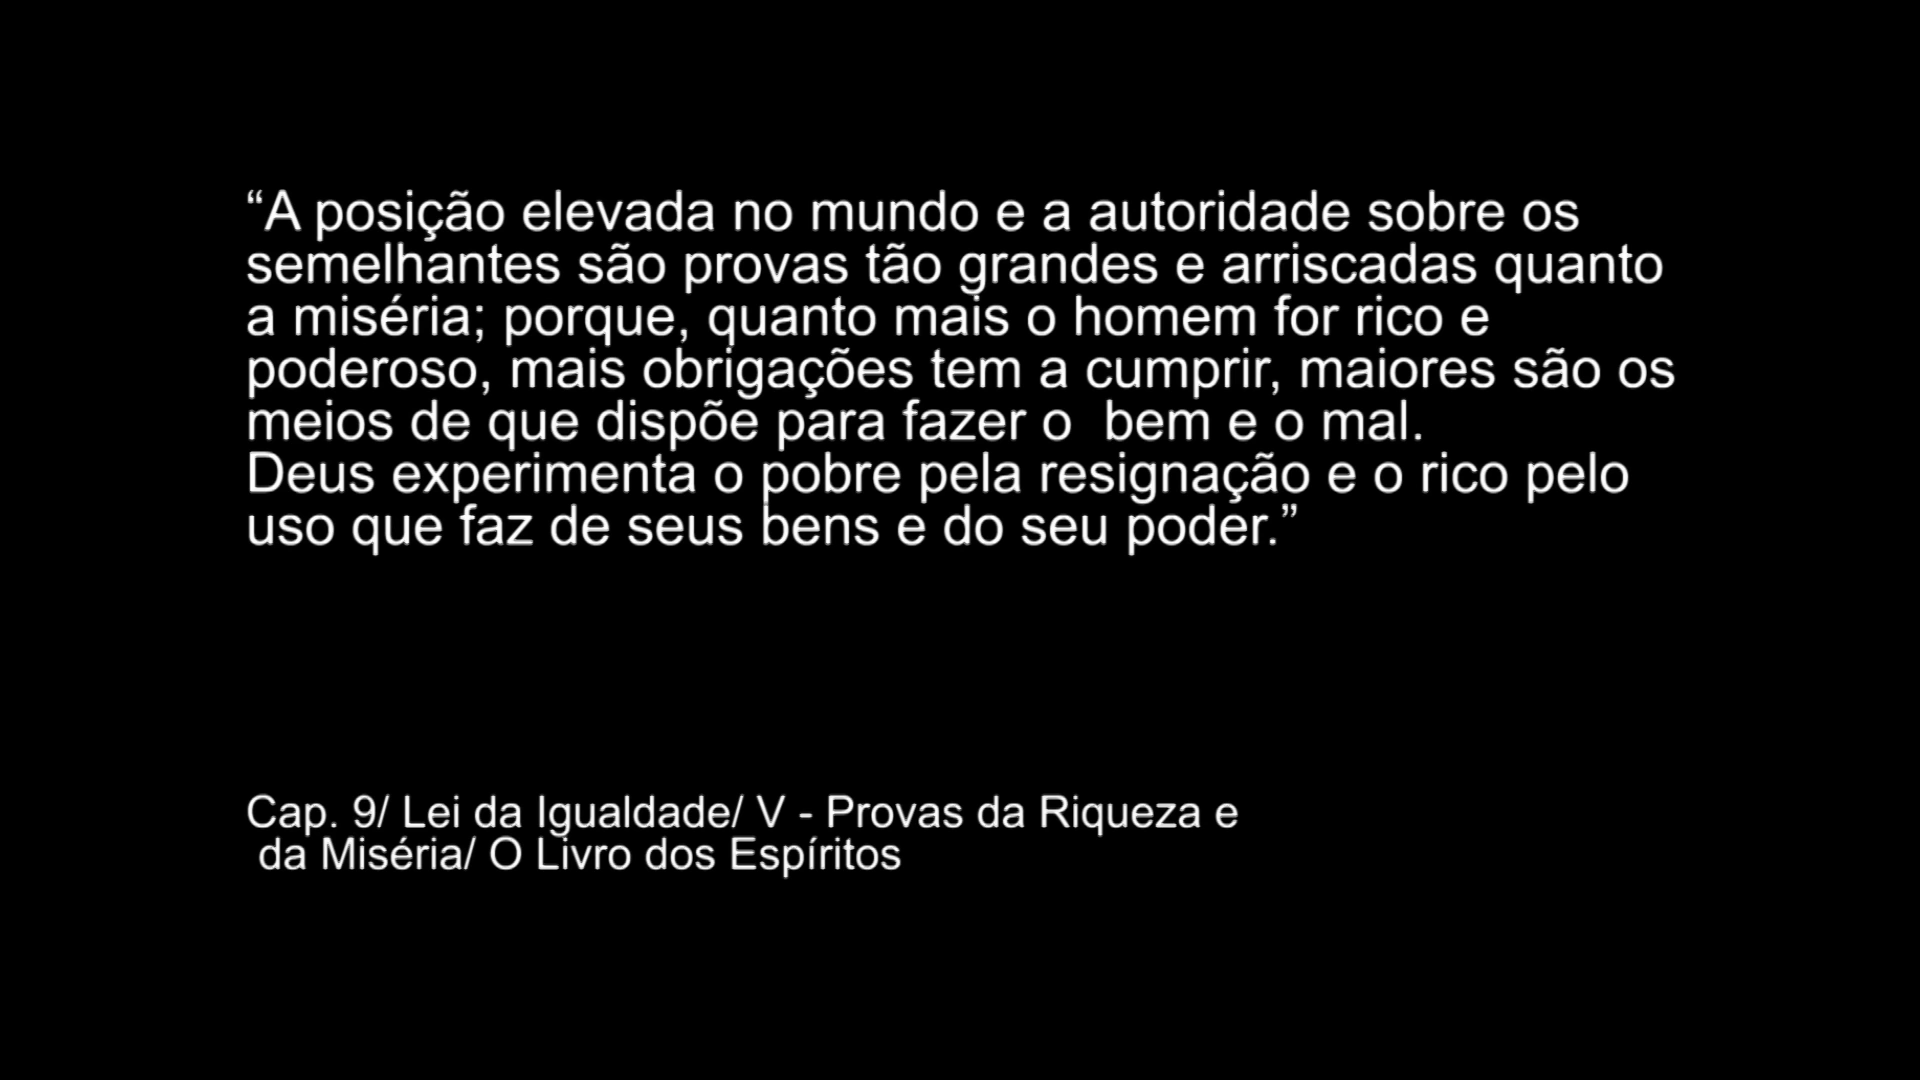 “A posição elevada no mundo e a autoridade sobre os
semelhantes são provas tão grandes e arriscadas quanto
a miséria; porque, quanto mais o homem for rico e
poderoso, mais obrigações tem a cumprir, maiores são os
meios de que dispõe para fazer o  bem e o mal.
Deus experimenta o pobre pela resignação e o rico pelo
uso que faz de seus bens e do seu poder.”
Cap. 9/ Lei da Igualdade/ V - Provas da Riqueza e
da Miséria/ O Livro dos Espíritos